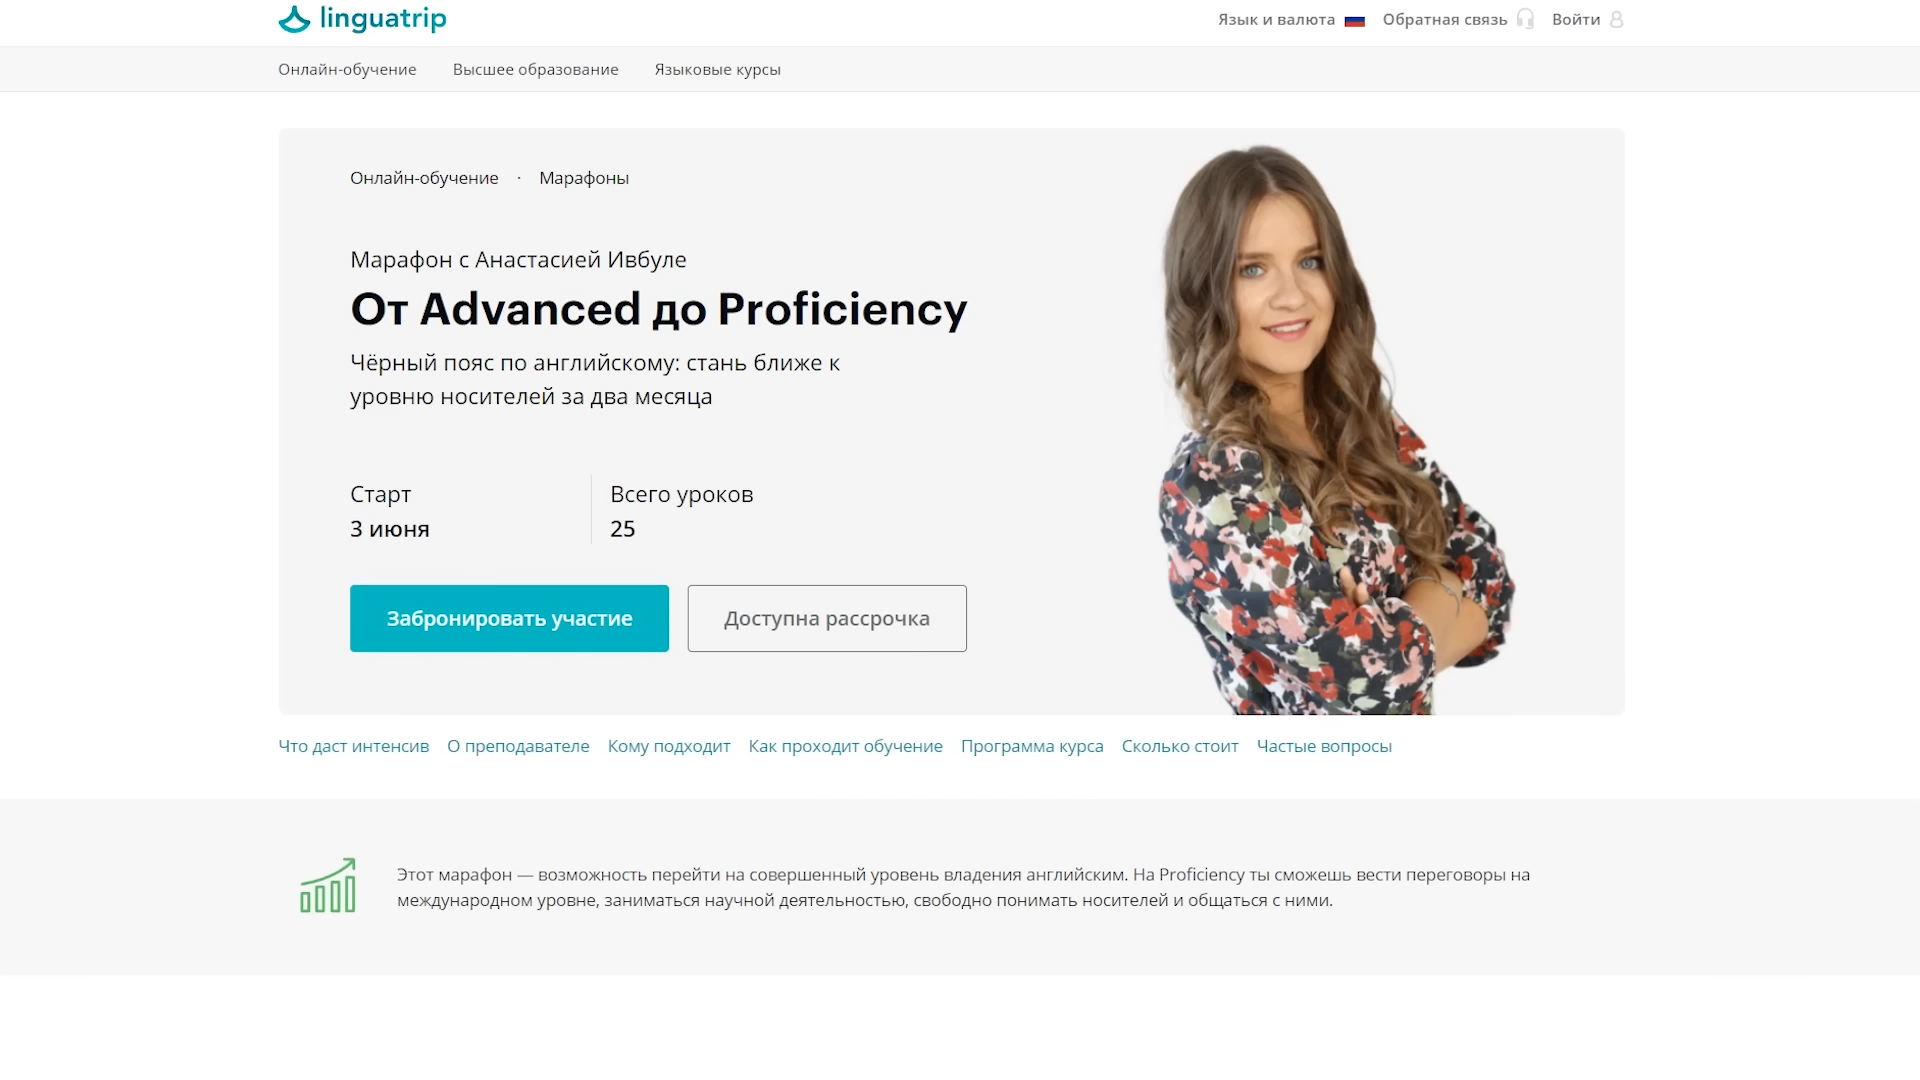 linguatrip
Язык и валюта Обратная связь Войти
Онлайн-обучение Высшее образование Языковые курсы
Онлайн-обучение · Марафоны
Марафон с Анастасией Ивбуле
От Advanced до Proficiency
Чёрный пояс по английскому: стань ближе к
уровню носителей за два месяца
Старт Всего уроков
3 июня 25
Забронировать участие Доступна рассрочка
Что даст интенсив О преподавателе Кому подходит Как проходит обучение Программа курса Сколько стоит Частые вопросы
Этот марафон — возможность перейти на совершенный уровень владения английским. На Proficiency ты сможешь вести переговоры на
международном уровне, заниматься научной деятельностью, свободно понимать носителей и общаться с ними.